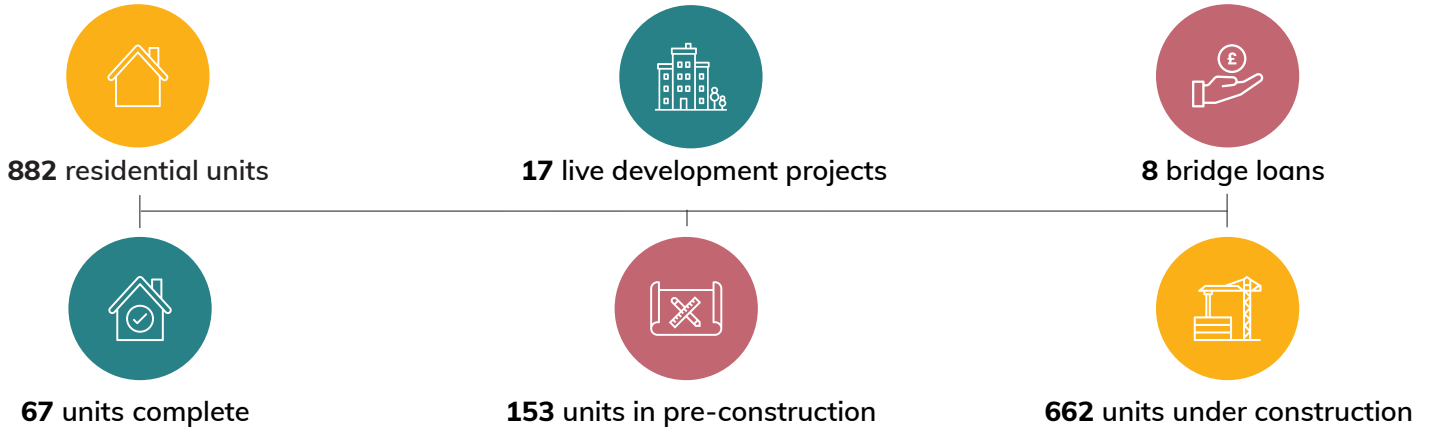 £
882 residential units
17 live development projects
8 bridge loans
67 units complete
153 units in pre-construction
662 units under construction